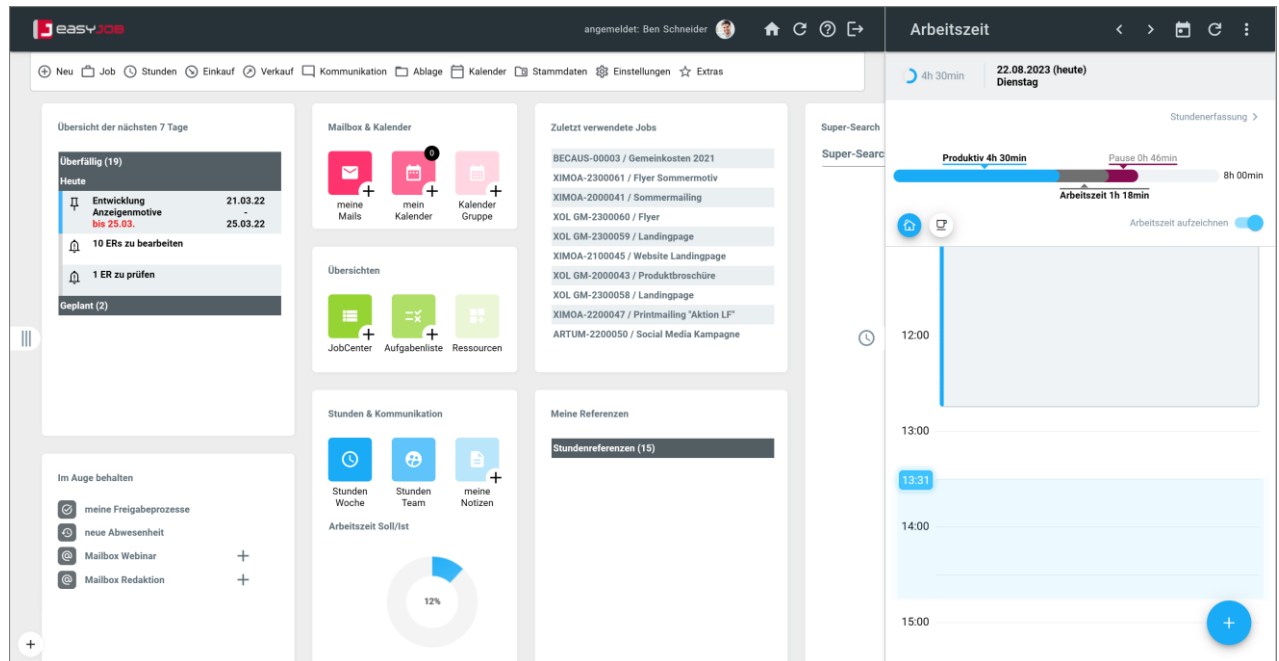 easyJOB
angemeldet: Ben Schneider
Neu Job Stunden Einkauf Verkauf Kommunikation Ablage Kalender Stammdaten Einstellungen Extras
Übersicht der nächsten 7 Tage
Überfällig (19)
Heute
Entwicklung 21.03.22
Anzeigenmotive -
bis 25.03. 25.03.22
10 ERs zu bearbeiten
1 ER zu prüfen
Geplant (2)
Im Auge behalten
meine Freigabeprozesse
neue Abwesenheit
Mailbox Webinar
Mailbox Redaktion
Mailbox & Kalender
0
meine
Mails
mein
Kalender
Kalender
Gruppe
Übersichten
JobCenter Aufgabenliste Ressourcen
Stunden & Kommunikation
Stunden
Woche
Stunden
Team
meine
Notizen
Arbeitszeit Soll/Ist
12%
Zuletzt verwendete Jobs
BECAUS-00003 / Gemeinkosten 2021
XIMOA-2300061 / Flyer Sommermotiv
XIMOA-2000041 / Sommermailing
XOL GM-2300060 / Flyer
XOL GM-2300059 / Landingpage
XIMOA-2100045 / Website Landingpage
XOL GM-2000043 / Produktbroschüre
XOL GM-2300058 / Landingpage
XIMOA-2200047 / Printmailing "Aktion LF"
ARTUM-2200050 / Social Media Kampagne
Meine Referenzen
Stundenreferenzen (15)
Super-Search
Super-Searc
Arbeitszeit
4h 30min
22.08.2023 (heute)
Dienstag
Stundenerfassung
Produktiv 4h 30min Pause 0h 46min
8h 00min
Arbeitszeit 1h 18min
Arbeitszeit aufzeichnen
12:00
13:00
13:31
14:00
15:00